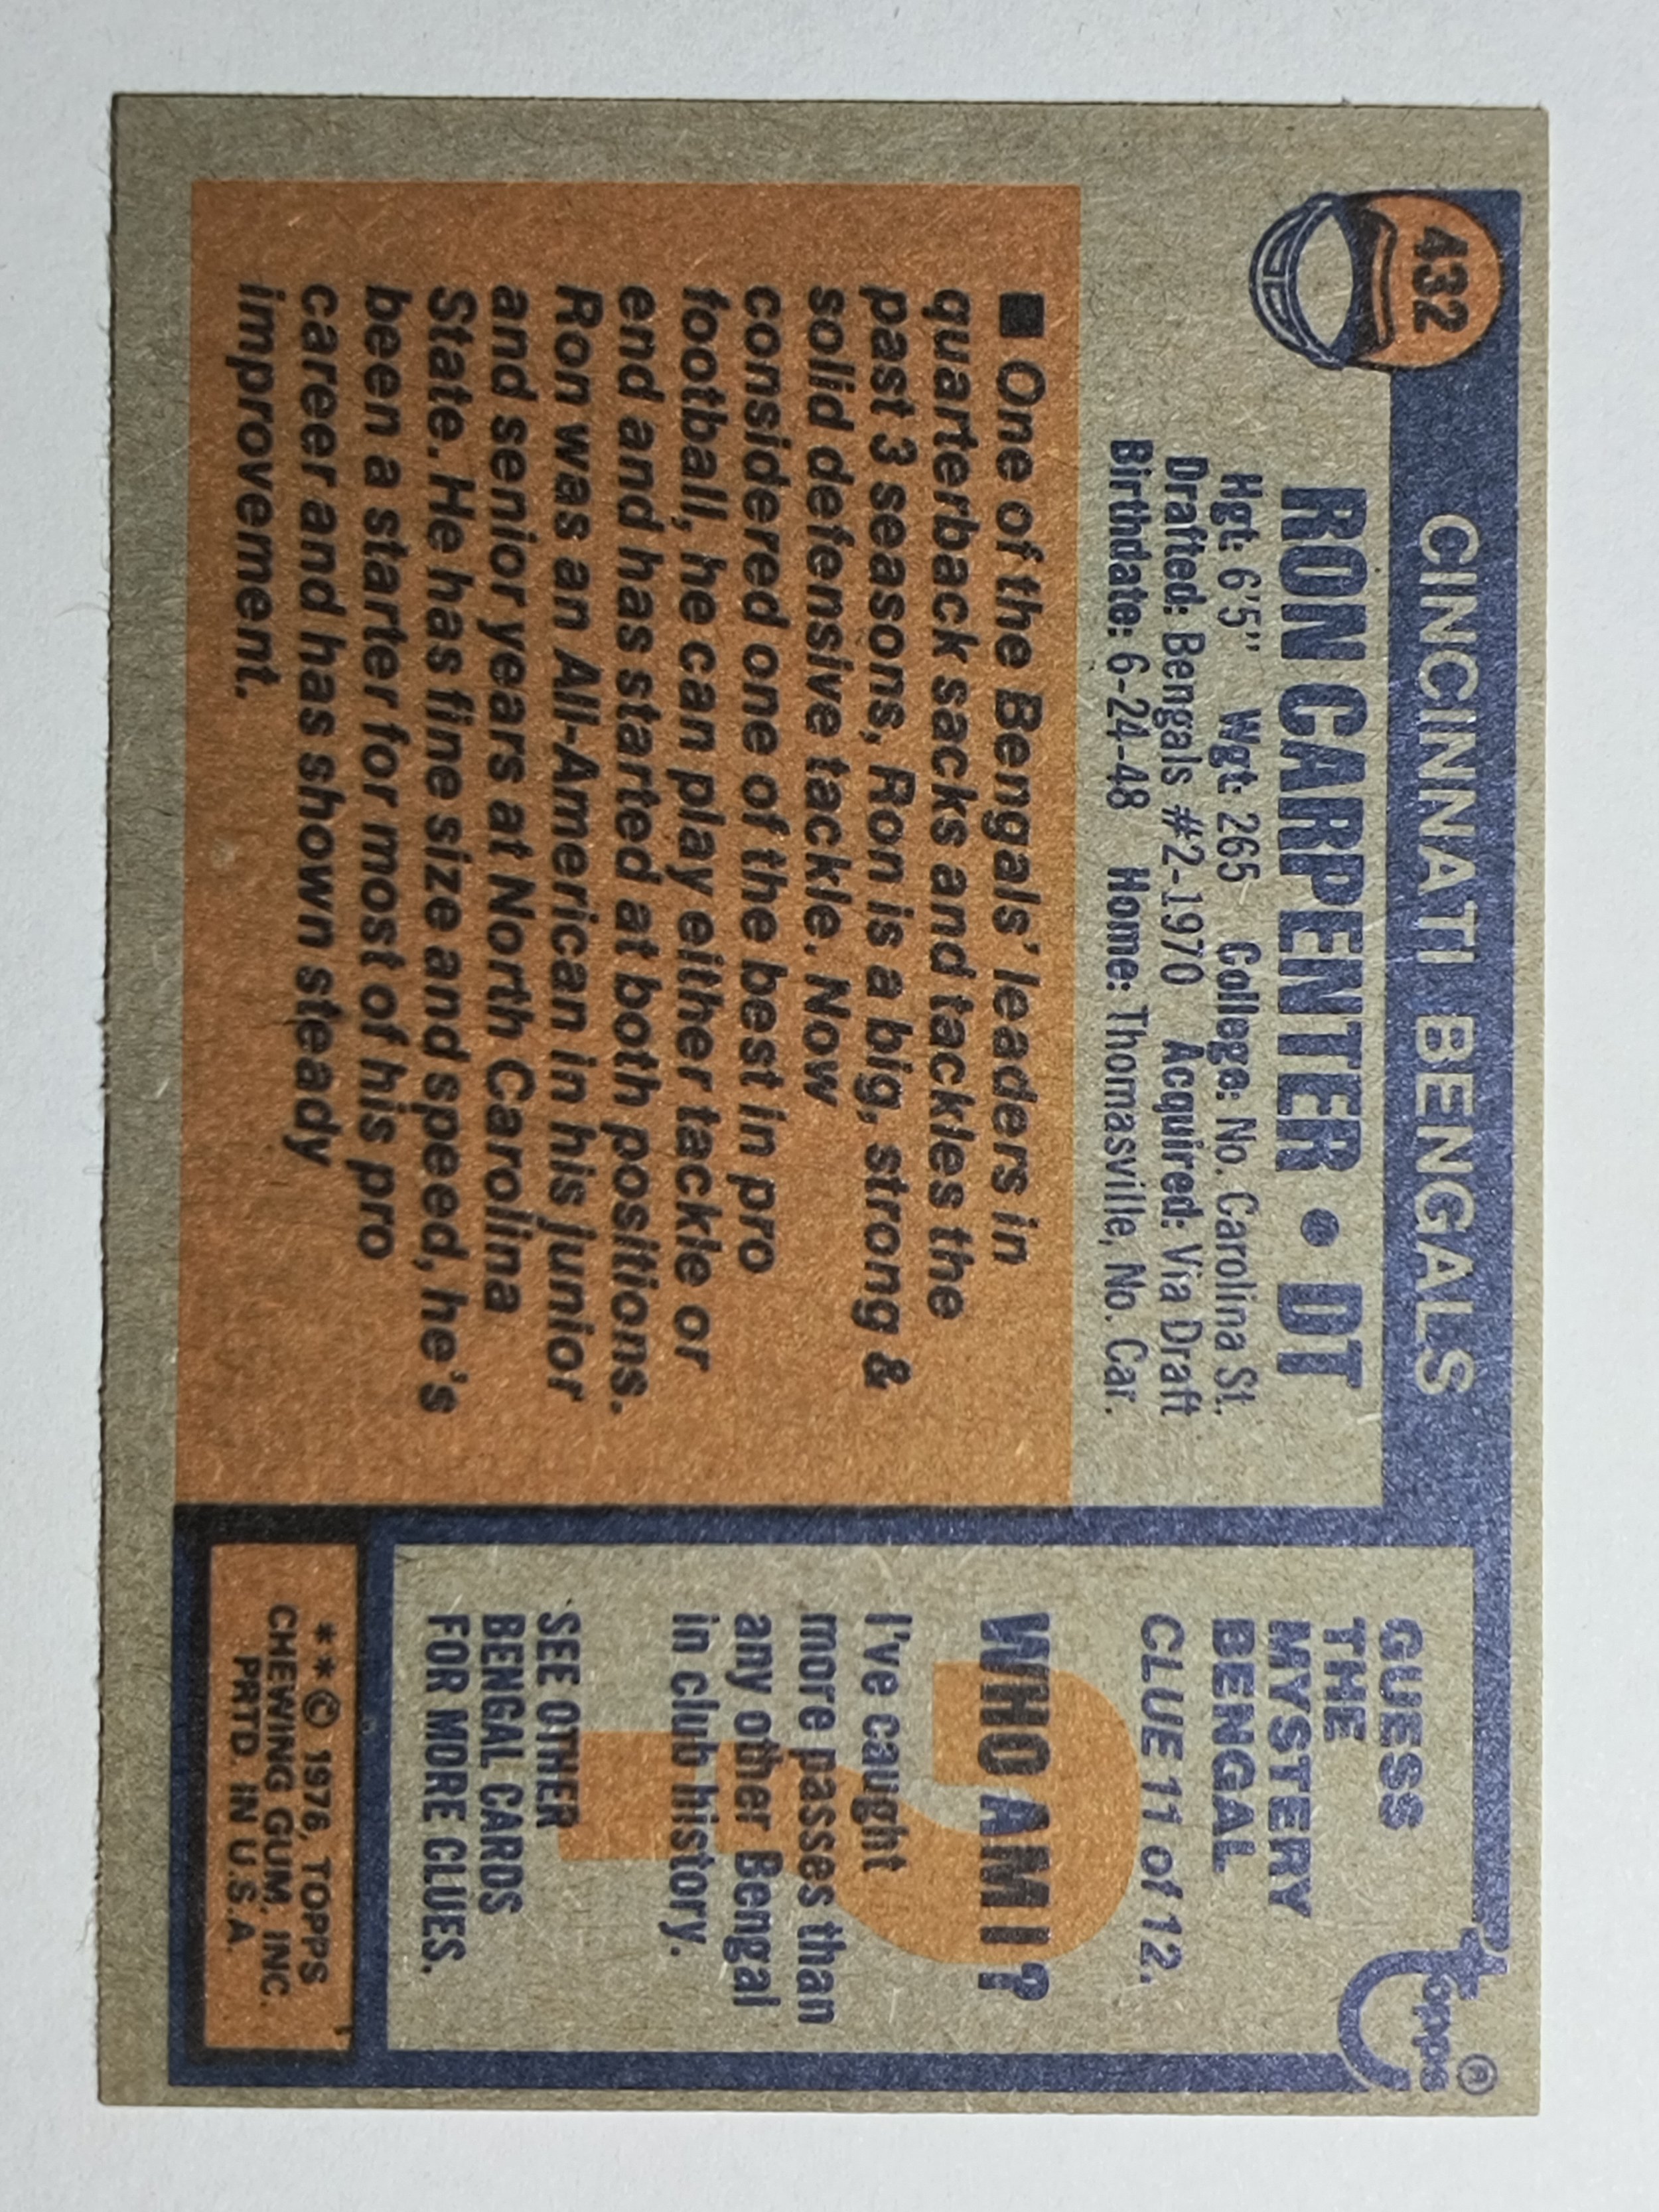 432
CINCINNATI BENGALS
RON CARPENTER • DT
Hgt: 6'5" Wgt: 265 College: No. Carolina St.
Drafted: Bengals #2-1970 Acquired: Via Draft
Birthdate: 6-24-48 Home: Thomasville, No. Car.
■ One of the Bengals' leaders in
quarterback sacks and tackles the
past 3 seasons, Ron is a big, strong &
solid defensive tackle. Now
considered one of the best in pro
football, he can play either tackle or
end and has started at both positions.
Ron was an All-American in his junior
and senior years at North Carolina
State. He has fine size and speed, he's
been a starter for most of his pro
career and has shown steady
improvement.
topps®
GUESS
THE
MYSTERY
BENGAL
CLUE 11 of 12.
WHO AM I?
I've caught
more passes than
any other Bengal
in club history.
SEE OTHER
BENGAL CARDS
FOR MORE CLUES.
**© 1976, TOPPS
CHEWING GUM, INC.
PRTD. IN U.S.A.